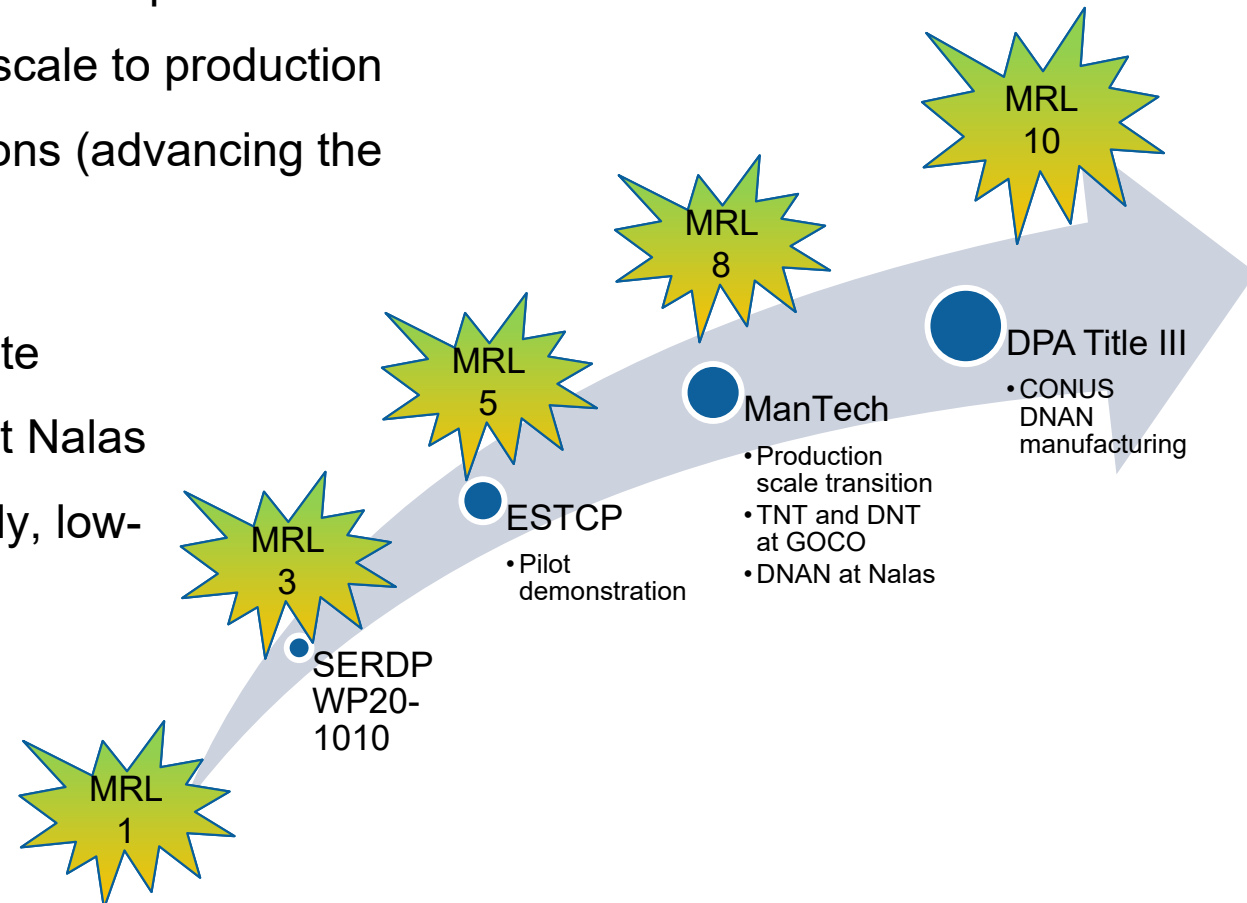 scale to production
ons (advancing the
te
t Nalas
ly, low-
MRL
10
MRL
8
MRL
5
MRL
3
MRL
1
DPA Title III
• CONUS
DNAN
manufacturing
ManTech
• Production
scale transition
• TNT and DNT
at GOCO
• DNAN at Nalas
ESTCP
• Pilot
demonstration
SERDP
WP20-
1010